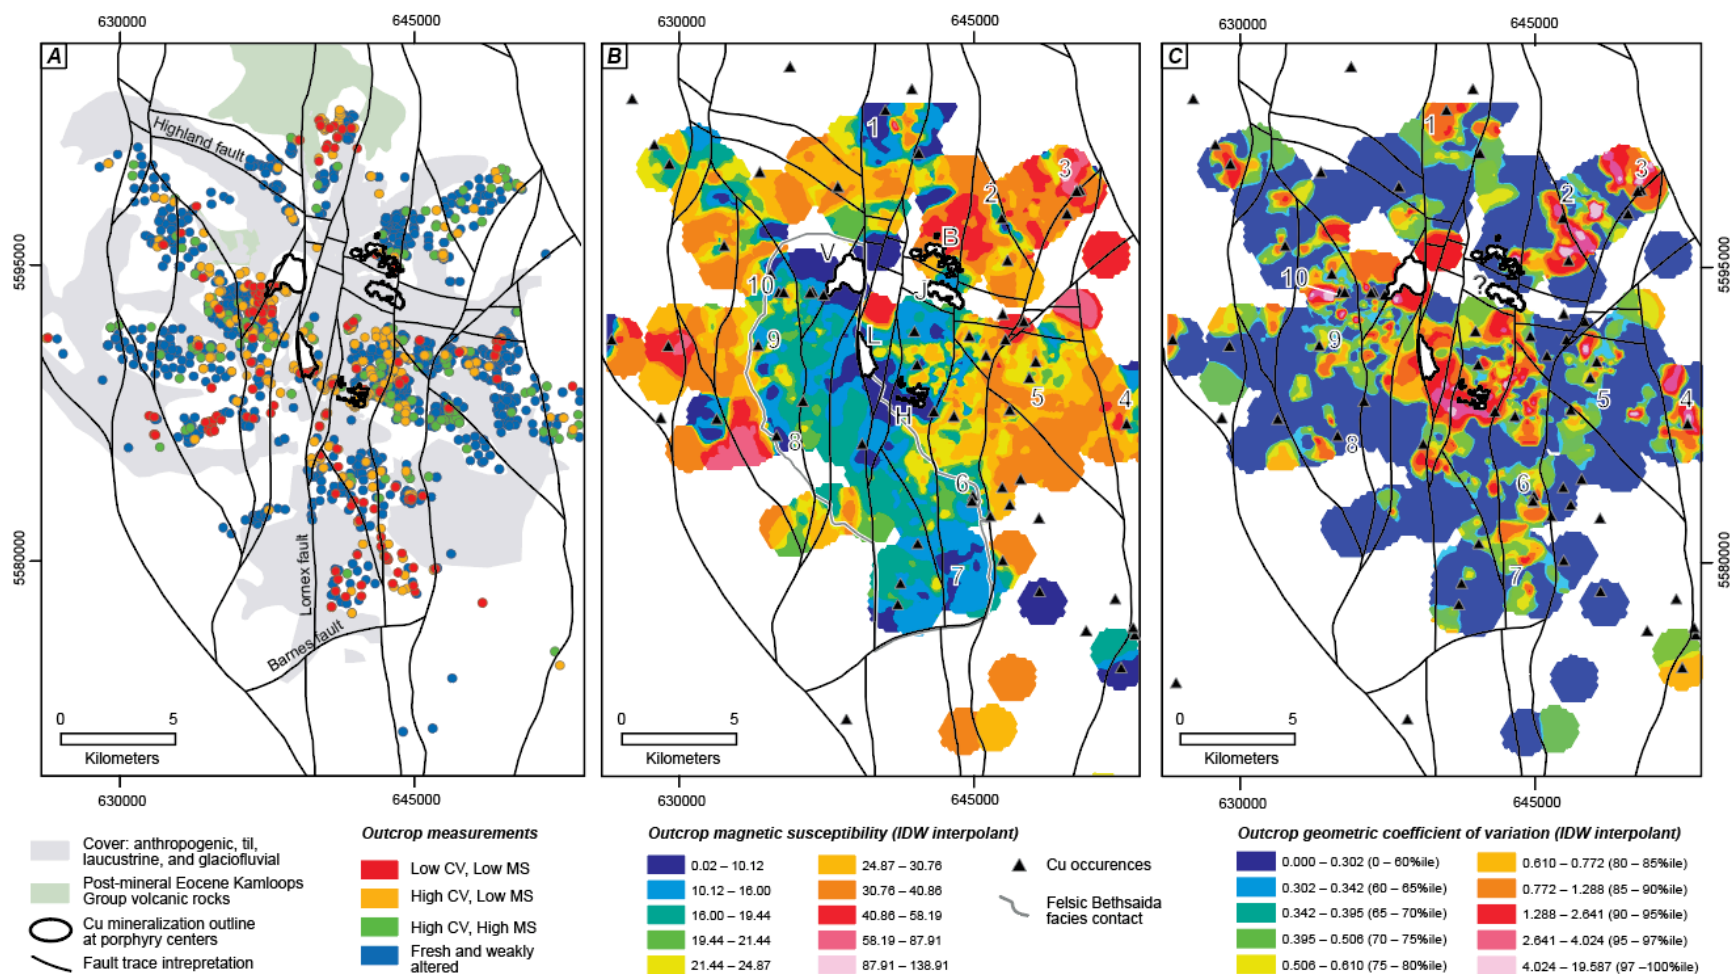 630000
645000
630000
645000
630000
645000
A
B
C
Highland fault
Lornex fault
Barnes fault
5595000
5580000
5595000
5580000
1
2
3
B
V
J
10
9
L
5
4
H
8
6
7
1
2
3
10
?
9
5
4
8
6
7
0 5
Kilometers
0 5
Kilometers
0 5
Kilometers
630000
645000
630000
645000
630000
645000
Cover: anthropogenic, til,
laucustrine, and glaciofluvial
Post-mineral Eocene Kamloops
Group volcanic rocks
Cu mineralization outline
at porphyry centers
Fault trace intrepretation
Outcrop measurements
Low CV, Low MS
High CV, Low MS
High CV, High MS
Fresh and weakly
altered
Outcrop magnetic susceptibility (IDW interpolant)
0.02 – 10.12
10.12 – 16.00
16.00 – 19.44
19.44 – 21.44
21.44 – 24.87
24.87 – 30.76
30.76 – 40.86
40.86 – 58.19
58.19 – 87.91
87.91 – 138.91
Cu occurences
Felsic Bethsaida
facies contact
Outcrop geometric coefficient of variation (IDW interpolant)
0.000 – 0.302 (0 – 60%ile)
0.302 – 0.342 (60 – 65%ile)
0.342 – 0.395 (65 – 70%ile)
0.395 – 0.506 (70 – 75%ile)
0.506 – 0.610 (75 – 80%ile)
0.610 – 0.772 (80 – 85%ile)
0.772 – 1.288 (85 – 90%ile)
1.288 – 2.641 (90 – 95%ile)
2.641 – 4.024 (95 – 97%ile)
4.024 – 19.587 (97 –100%ile)